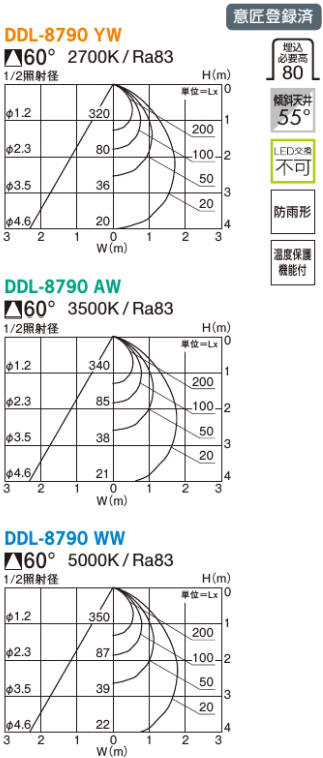 意匠登録済
DDL-8790 YW
60° 2700K/Ra83
1/2照射径 H(m)
単位=Lx
0
φ1.2 320 200 1
φ2.3 80 100 2
50
φ3.5 36 20 3
φ4.6 20 4
3 2 1 0 1 2 3
W(m)
埋込
必要高
80
傾斜天井
55°
LED交換
不可
防雨形
温度保護
機能付
DDL-8790 AW
60° 3500K/Ra83
1/2照射径 H(m)
単位=Lx
0
φ1.2 340 200 1
φ2.3 85 100 2
50
φ3.5 38 20 3
φ4.6 21 4
3 2 1 0 1 2 3
W(m)
DDL-8790 WW
60° 5000K/Ra83
1/2照射径 H(m)
単位=Lx
0
φ1.2 350 200 1
φ2.3 87 100 2
50
φ3.5 39 20 3
φ4.6 22 4
3 2 1 0 1 2 3
W(m)